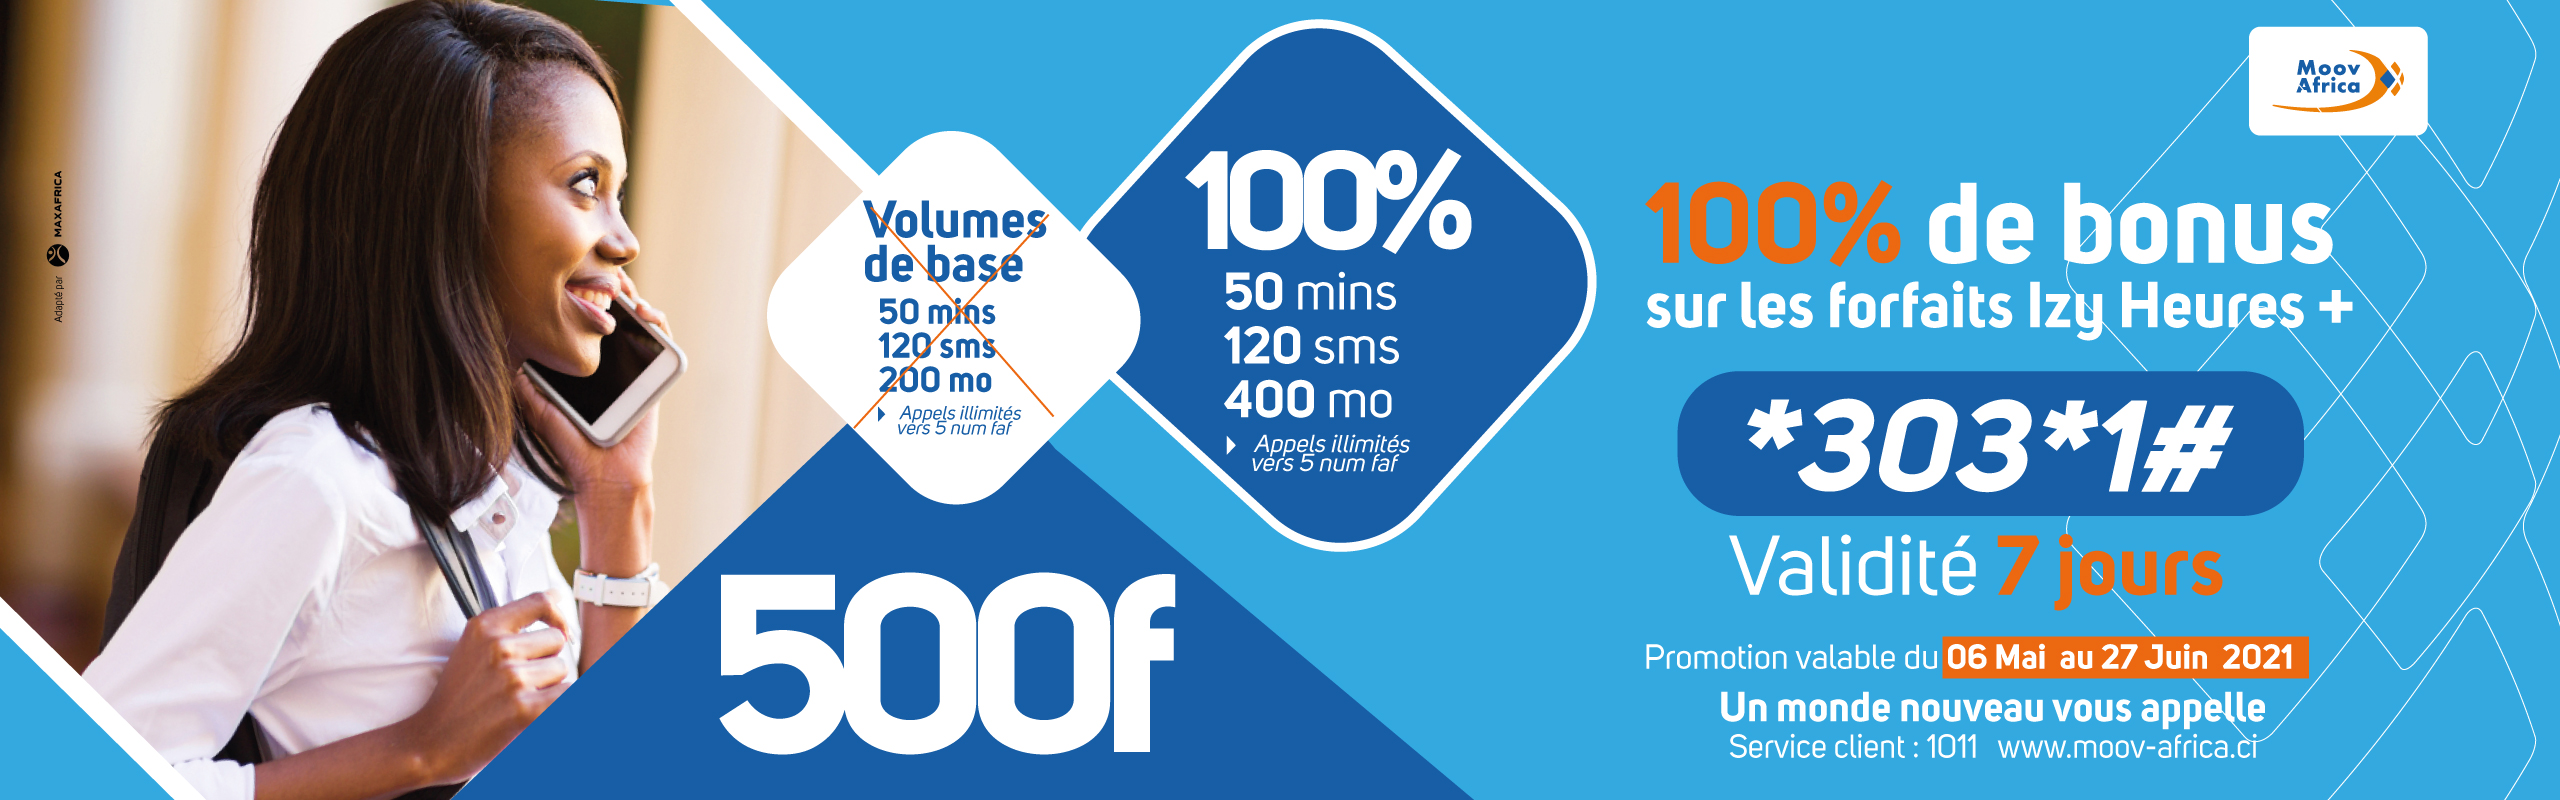 Adapté par MAXAFRICA
Volumes
de base
50 mins
120 sms
200 mo
Appels illimités
vers 5 num faf
500f
100%
50 mins
120 sms
400 mo
Appels illimités
vers 5 num faf
Moov
Africa
100% de bonus
sur les forfaits Izy Heures +
*303*1#
Validité 7 jours
Promotion valable du 06 Mai au 27 Juin 2021
Un monde nouveau vous appelle
Service client : 1011 www.moov-africa.ci